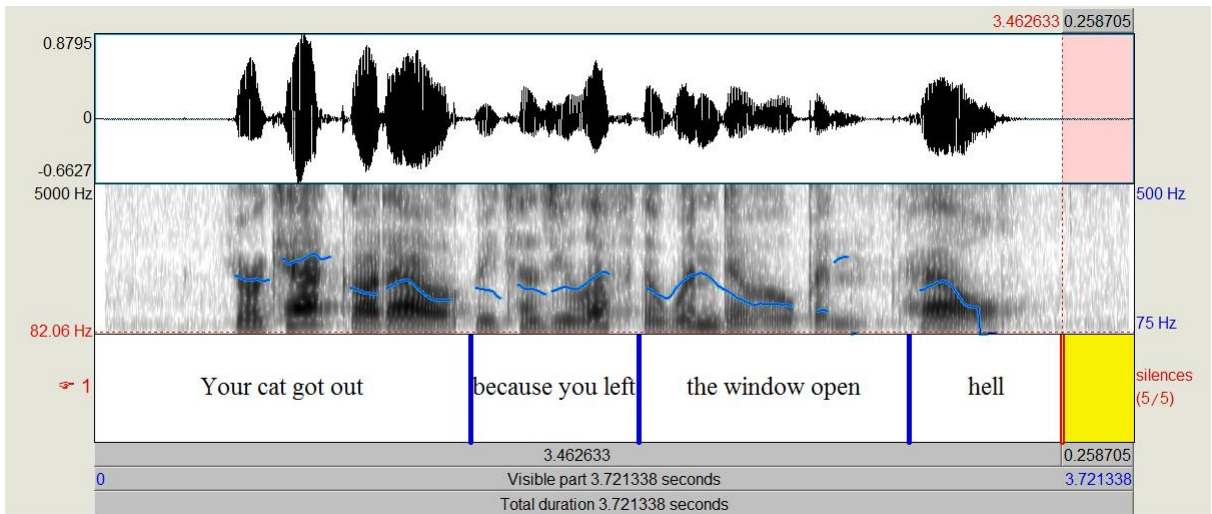 3.462633 0.258705
0.8795
0
-0.6627
5000 Hz 500 Hz
82.06 Hz 75 Hz
☞ 1 Your cat got out because you left the window open hell silences
(5/5)
3.462633 0.258705
0 Visible part 3.721338 seconds 3.721338
Total duration 3.721338 seconds